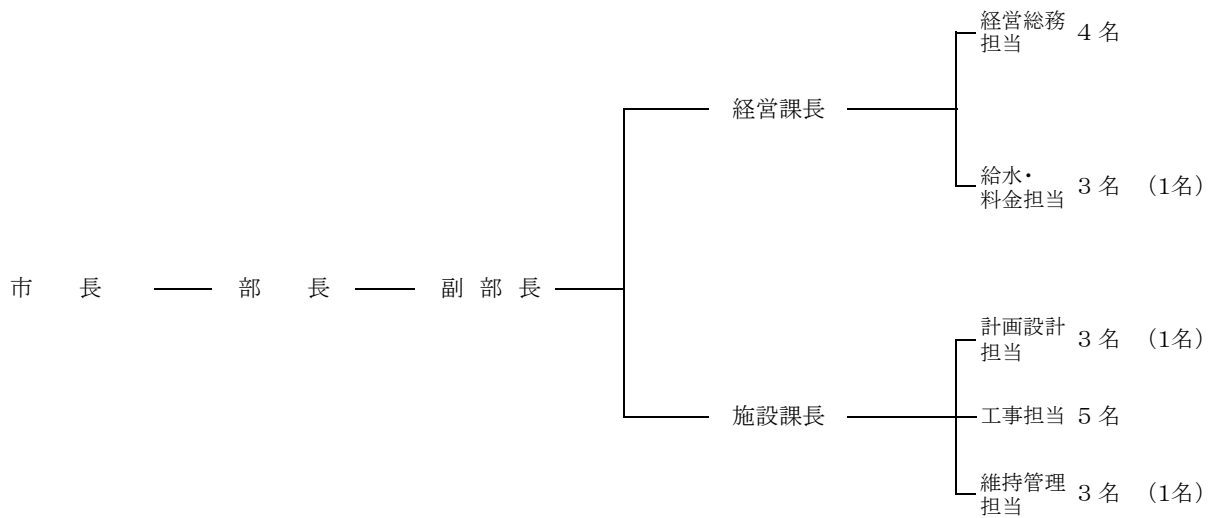 経営総務
担当 4 名
経営課長
給水・
料金担当 3 名 （1名）
市 長 部 長 副 部 長
計画設計
担当 3 名 （1名）
施設課長 工事担当 5 名
維持管理
担当 3 名 （1名）